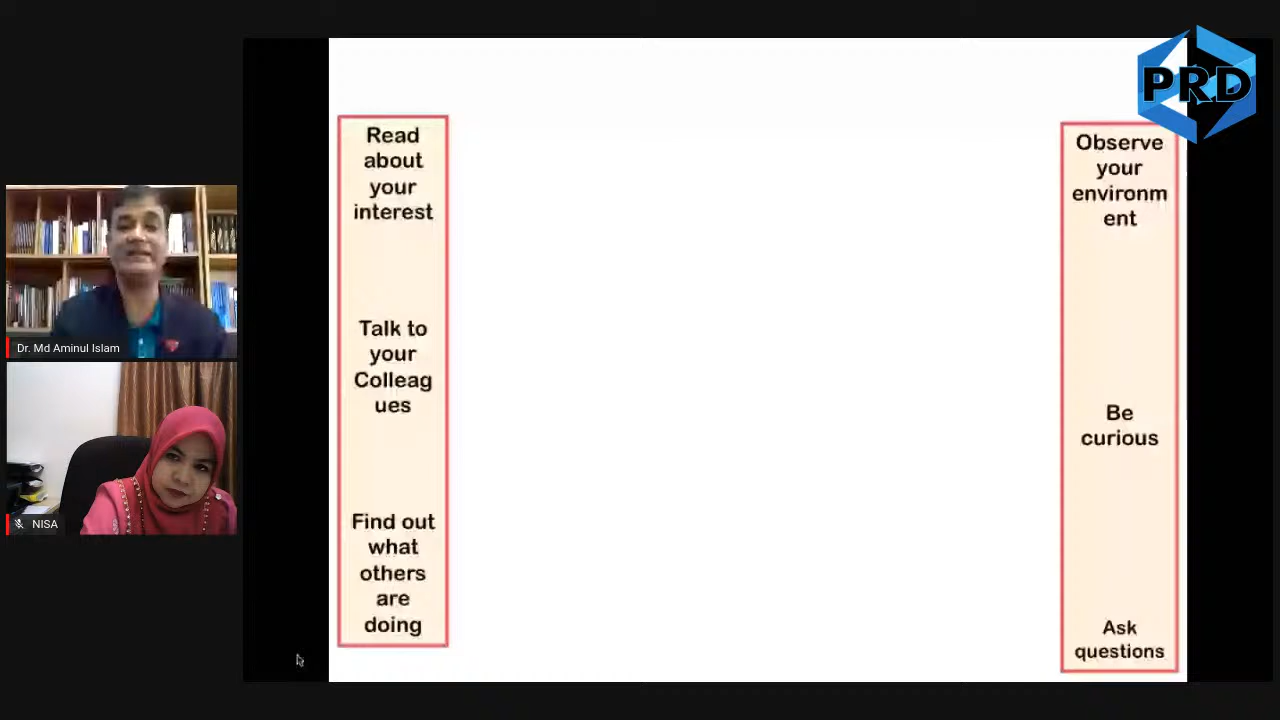 PRD
Read
about
your
interest
Talk to
your
Colleag
ues
Find out
what
others
are
doing
Observe
your
environm
ent
Be
curious
Ask
questions
Dr. Md Aminul Islam
NISA